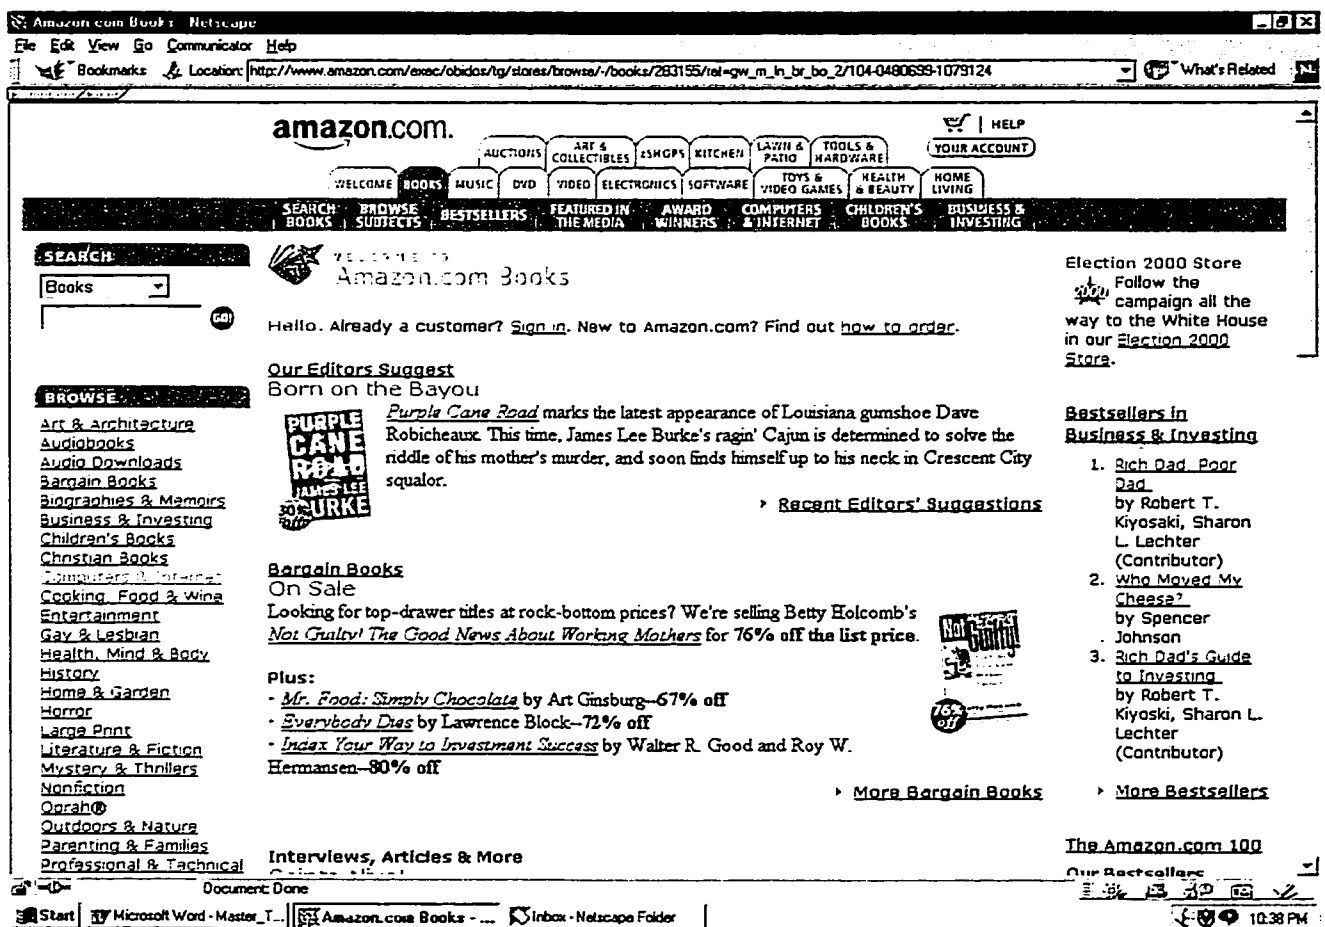 Amazon.com Books - Netscape
File Edit View Go Communicator Help
Bookmarks Location: http://www.amazon.com/exec/obidos/tg/stores/browse/-/books/283155/ref=gw_m_ln_br_bo_2/104-0480699-1079124 What's Related
amazon.com.
HELP
YOUR ACCOUNT
AUCTIONS ART & COLLECTIBLES zSHOPS KITCHEN LAWN & PATIO TOOLS & HARDWARE
WELCOME BOOKS MUSIC DVD VIDEO ELECTRONICS SOFTWARE TOYS & VIDEO GAMES HEALTH & BEAUTY HOME LIVING
SEARCH BOOKS BROWSE SUBJECTS BESTSELLERS FEATURED IN THE MEDIA AWARD WINNERS COMPUTERS & INTERNET CHILDREN'S BOOKS BUSINESS & INVESTING
SEARCH
Books
GO!
BROWSE
Art & Architecture
Audiobooks
Audio Downloads
Bargain Books
Biographies & Memoirs
Business & Investing
Children's Books
Christian Books
Computers & Internet
Cooking, Food & Wine
Entertainment
Gay & Lesbian
Health, Mind & Body
History
Home & Garden
Horror
Large Print
Literature & Fiction
Mystery & Thrillers
Nonfiction
Oprah®
Outdoors & Nature
Parenting & Families
Professional & Technical
WELCOME TO
Amazon.com Books
Hello. Already a customer? Sign in. New to Amazon.com? Find out how to order.
Our Editors Suggest
Born on the Bayou
PURPLE
CANE
ROAD
JAMES LEE
BURKE
30% off
Purple Cane Road marks the latest appearance of Louisiana gumshoe Dave
Robicheaux. This time, James Lee Burke's ragin' Cajun is determined to solve the
riddle of his mother's murder, and soon finds himself up to his neck in Crescent City
squalor.
Recent Editors' Suggestions
Bargain Books
On Sale
Looking for top-drawer titles at rock-bottom prices? We're selling Betty Holcomb's
Not Guilty! The Good News About Working Mothers for 76% off the list price.
Not Guilty!
76% off
Plus:
- Mr. Food: Simply Chocolate by Art Ginsburg--67% off
- Everybody Dies by Lawrence Block--72% off
- Index Your Way to Investment Success by Walter R. Good and Roy W.
Hermansen--80% off
More Bargain Books
Interviews, Articles & More
Election 2000 Store
2000 Follow the
campaign all the
way to the White House
in our Election 2000
Store.
Bestsellers in
Business & Investing
1. Rich Dad, Poor
Dad
by Robert T.
Kiyosaki, Sharon
L. Lechter
(Contributor)
2. Who Moved My
Cheese?
by Spencer
Johnson
3. Rich Dad's Guide
to Investing
by Robert T.
Kiyoski, Sharon L.
Lechter
(Contributor)
More Bestsellers
The Amazon.com 100
Our Bestsellers
Document: Done
Start Microsoft Word - Master_T... Amazon.com Books - ... Inbox - Netscape Folder 10:38 PM